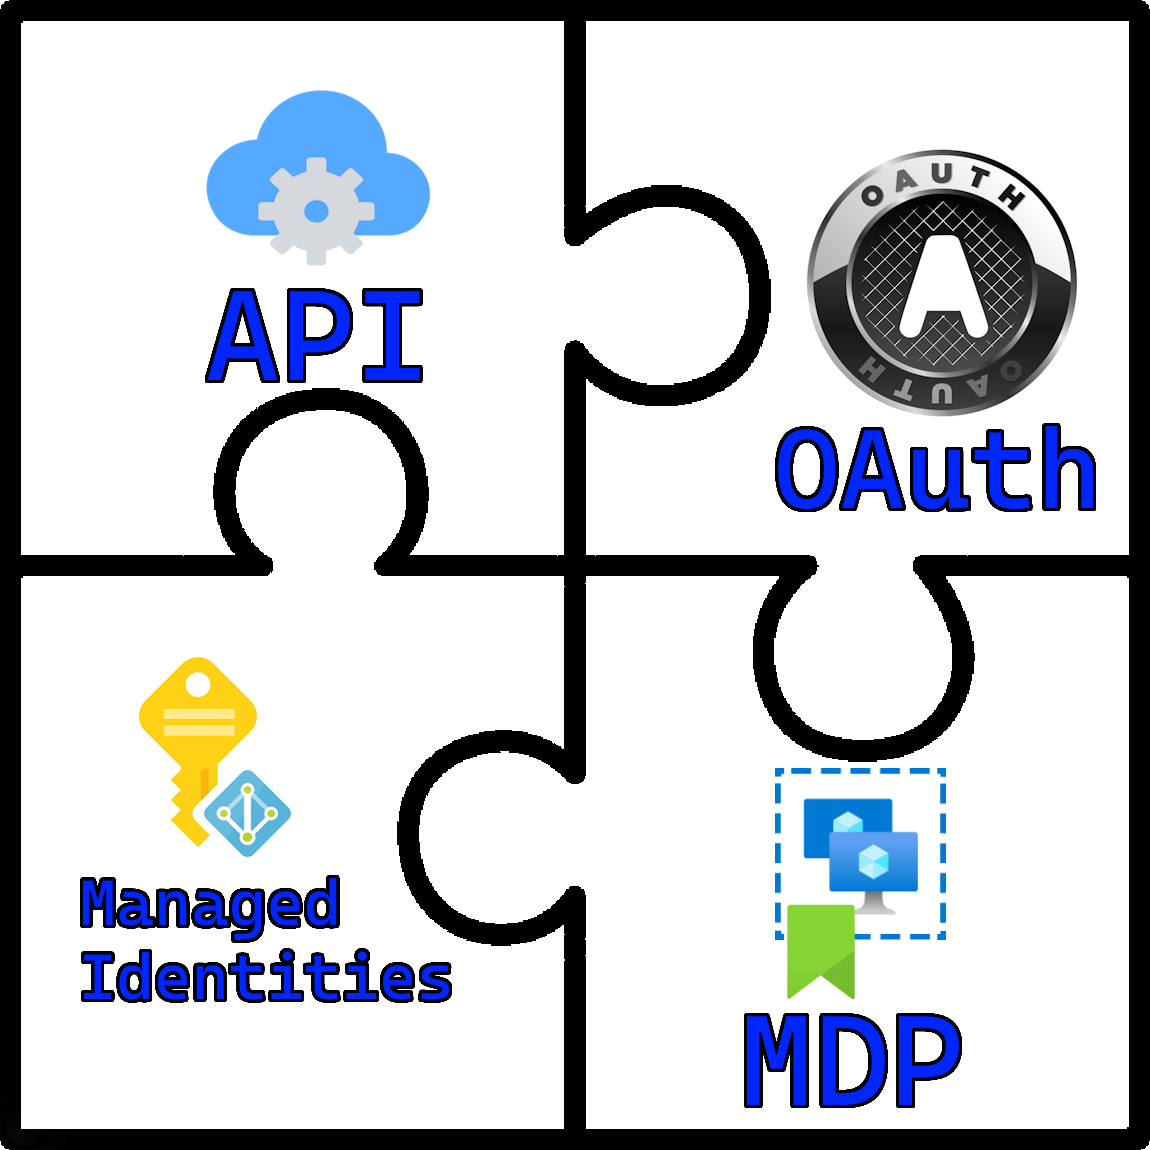 API
OAUTH
A
OAUTH
OAuth
Managed
Identities
MDP